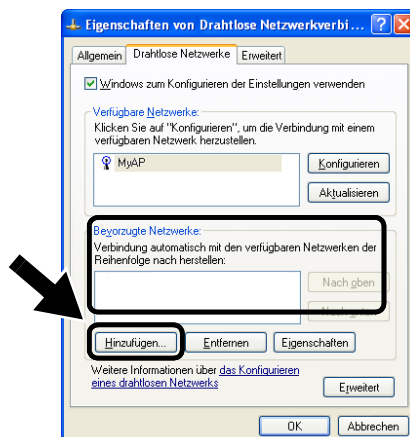 Eigenschaften von Drahtlose Netzwerkverbi...
Allgemein Drahtlose Netzwerke Erweitert
Windows zum Konfigurieren der Einstellungen verwenden
Verfügbare Netzwerke:
Klicken Sie auf "Konfigurieren", um die Verbindung mit einem
verfügbaren Netzwerk herzustellen.
MyAP
Konfigurieren
Aktualisieren
Bevorzugte Netzwerke:
Verbindung automatisch mit den verfügbaren Netzwerken der
Reihenfolge nach herstellen:
Nach oben
Nach
Hinzufügen... Entfernen Eigenschaften
Weitere Informationen über das Konfigurieren
eines drahtlosen Netzwerks
Erweitert
OK Abbrechen